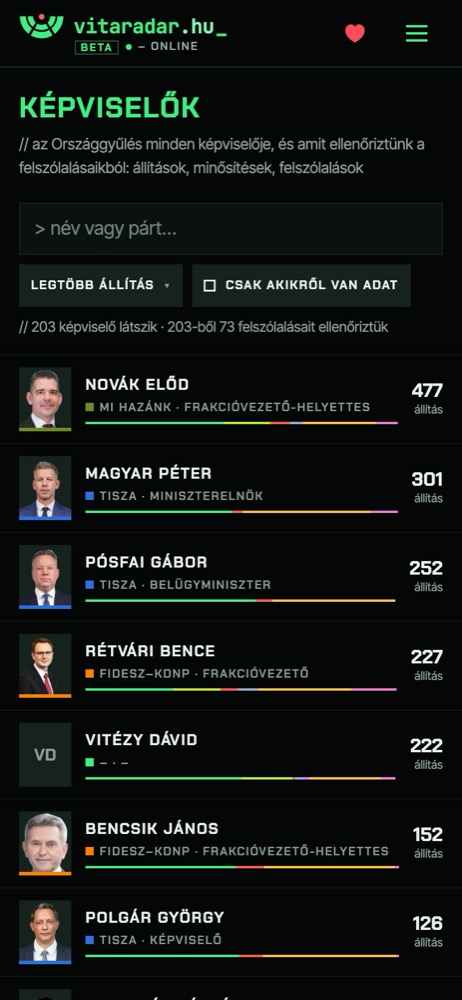 vitaradar.hu_
BETA ● – ONLINE
KÉPVISELŐK
// az Országgyűlés minden képviselője, és amit ellenőriztünk a
felszólalásaikból: állítások, minősítések, felszólalások
> név vagy párt...
LEGTÖBB ÁLLÍTÁS ▾ CSAK AKIKRŐL VAN ADAT
// 203 képviselő látszik · 203-ből 73 felszólalásait ellenőriztük
NOVÁK ELŐD
MI HAZÁNK · FRAKCIÓVEZETŐ-HELYETTES
477
állítás
MAGYAR PÉTER
TISZA · MINISZTERELNÖK
301
állítás
PÓSFAI GÁBOR
TISZA · BELÜGYMINISZTER
252
állítás
RÉTVÁRI BENCE
FIDESZ–KDNP · FRAKCIÓVEZETŐ
227
állítás
VD
VITÉZY DÁVID
– · –
222
állítás
BENCSIK JÁNOS
FIDESZ–KDNP · FRAKCIÓVEZETŐ-HELYETTES
152
állítás
POLGÁR GYÖRGY
TISZA · KÉPVISELŐ
126
állítás